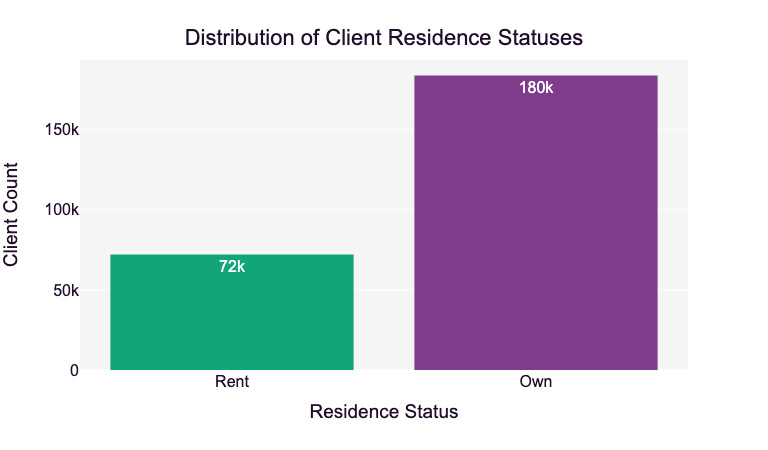 Distribution of Client Residence Statuses
180k
150k
100k
72k
50k
0
Rent
Own
Client Count
Residence Status